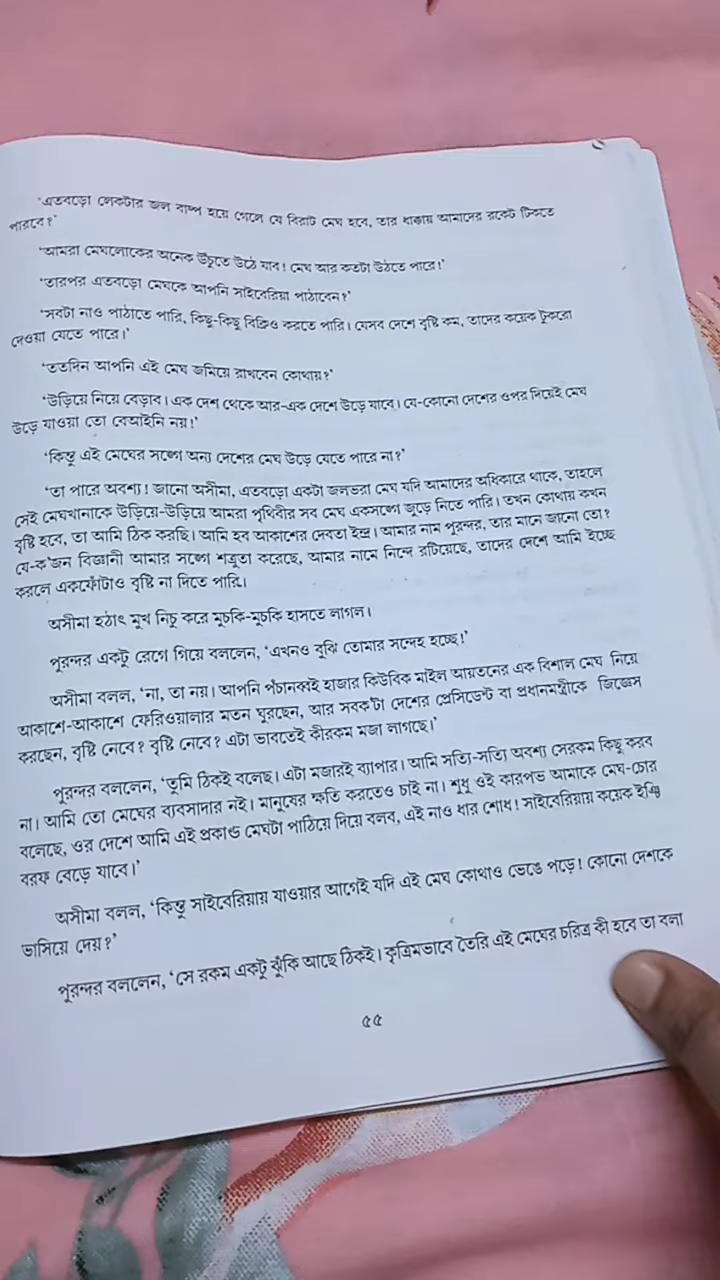 'এতবড়ো লেকটার জল বাষ্প হয়ে গেলে যে বিরাট মেঘ হবে, তার ধাক্কায় আমাদের রকেট টিকতে
পারবে?'
'আমরা মেঘলোকের অনেক উঁচুতে উঠে যাব! মেঘ আর কতটা উঠতে পারে!'
'তারপর এতবড়ো মেঘকে আপনি সাইবেরিয়া পাঠাবেন?'
'সবটা নাও পাঠাতে পারি, কিছু-কিছু বিক্রিও করতে পারি। যেসব দেশে বৃষ্টি কম, তাদের কয়েক টুকরো
দেওয়া যেতে পারে।'
'ততদিন আপনি এই মেঘ জমিয়ে রাখবেন কোথায়?'
'উড়িয়ে নিয়ে বেড়াব। এক দেশ থেকে আর-এক দেশে উড়ে যাবে। যে-কোনো দেশের ওপর দিয়েই মেঘ
উড়ে যাওয়া তো বেআইনি নয়!'
'কিন্তু এই মেঘের সঙ্গে অন্য দেশের মেঘ উড়ে যেতে পারে না?'
'তা পারে অবশ্য! জানো অসীমা, এতবড়ো একটা জলভরা মেঘ যদি আমাদের অধিকারে থাকে, তাহলে
সেই মেঘখানাকে উড়িয়ে-উড়িয়ে আমরা পৃথিবীর সব মেঘ একসঙ্গে জুড়ে নিতে পারি। তখন কোথায় কখন
বৃষ্টি হবে, তা আমি ঠিক করছি। আমি হব আকাশের দেবতা ইন্দ্র। আমার নাম পুরন্দর, তার মানে জানো তো?
যে-ক'জন বিজ্ঞানী আমার সঙ্গে শত্রুতা করেছে, আমার নামে নিন্দে রটিয়েছে, তাদের দেশে আমি ইচ্ছে
করলে একফোঁটাও বৃষ্টি না দিতে পারি।
অসীমা হঠাৎ মুখ নিচু করে মুচকি-মুচকি হাসতে লাগল।
পুরন্দর একটু রেগে গিয়ে বললেন, 'এখনও বুঝি তোমার সন্দেহ হচ্ছে!'
অসীমা বলল, 'না, তা নয়। আপনি পঁচানব্বই হাজার কিউবিক মাইল আয়তনের এক বিশাল মেঘ নিয়ে
আকাশে-আকাশে ফেরিওয়ালার মতন ঘুরছেন, আর সবক'টা দেশের প্রেসিডেন্ট বা প্রধানমন্ত্রীকে জিজ্ঞেস
করছেন, বৃষ্টি নেবে? বৃষ্টি নেবে? এটা ভাবতেই কীরকম মজা লাগছে।'
পুরন্দর বললেন, 'তুমি ঠিকই বলেছ। এটা মজারই ব্যাপার। আমি সত্যি-সত্যি অবশ্য সেরকম কিছু করব
না। আমি তো মেঘের ব্যবসাদার নই। মানুষের ক্ষতি করতেও চাই না। শুধু ওই কারপভ আমাকে মেঘ-চোর
বলেছে, ওর দেশে আমি এই প্রকাণ্ড মেঘটা পাঠিয়ে দিয়ে বলব, এই নাও ধার শোধ! সাইবেরিয়ায় কয়েক ইঞ্চি
বরফ বেড়ে যাবে।'
অসীমা বলল, 'কিন্তু সাইবেরিয়ায় যাওয়ার আগেই যদি এই মেঘ কোথাও ভেঙে পড়ে! কোনো দেশকে
ভাসিয়ে দেয়?'
পুরন্দর বললেন, 'সে রকম একটু ঝুঁকি আছে ঠিকই। কৃত্রিমভাবে তৈরি এই মেঘের চরিত্র কী হবে তা বলা
৫৫